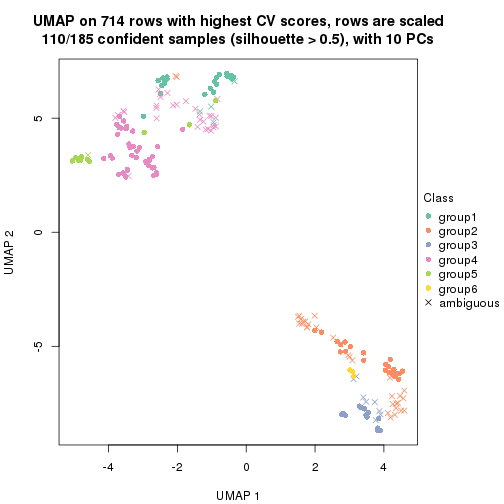 UMAP on 714 rows with highest CV scores, rows are scaled
110/185 confident samples (silhouette > 0.5), with 10 PCs
5
0
-5
UMAP 2
-4
-2
0
2
4
UMAP 1
Class
group1
group2
group3
group4
group5
group6
ambiguous